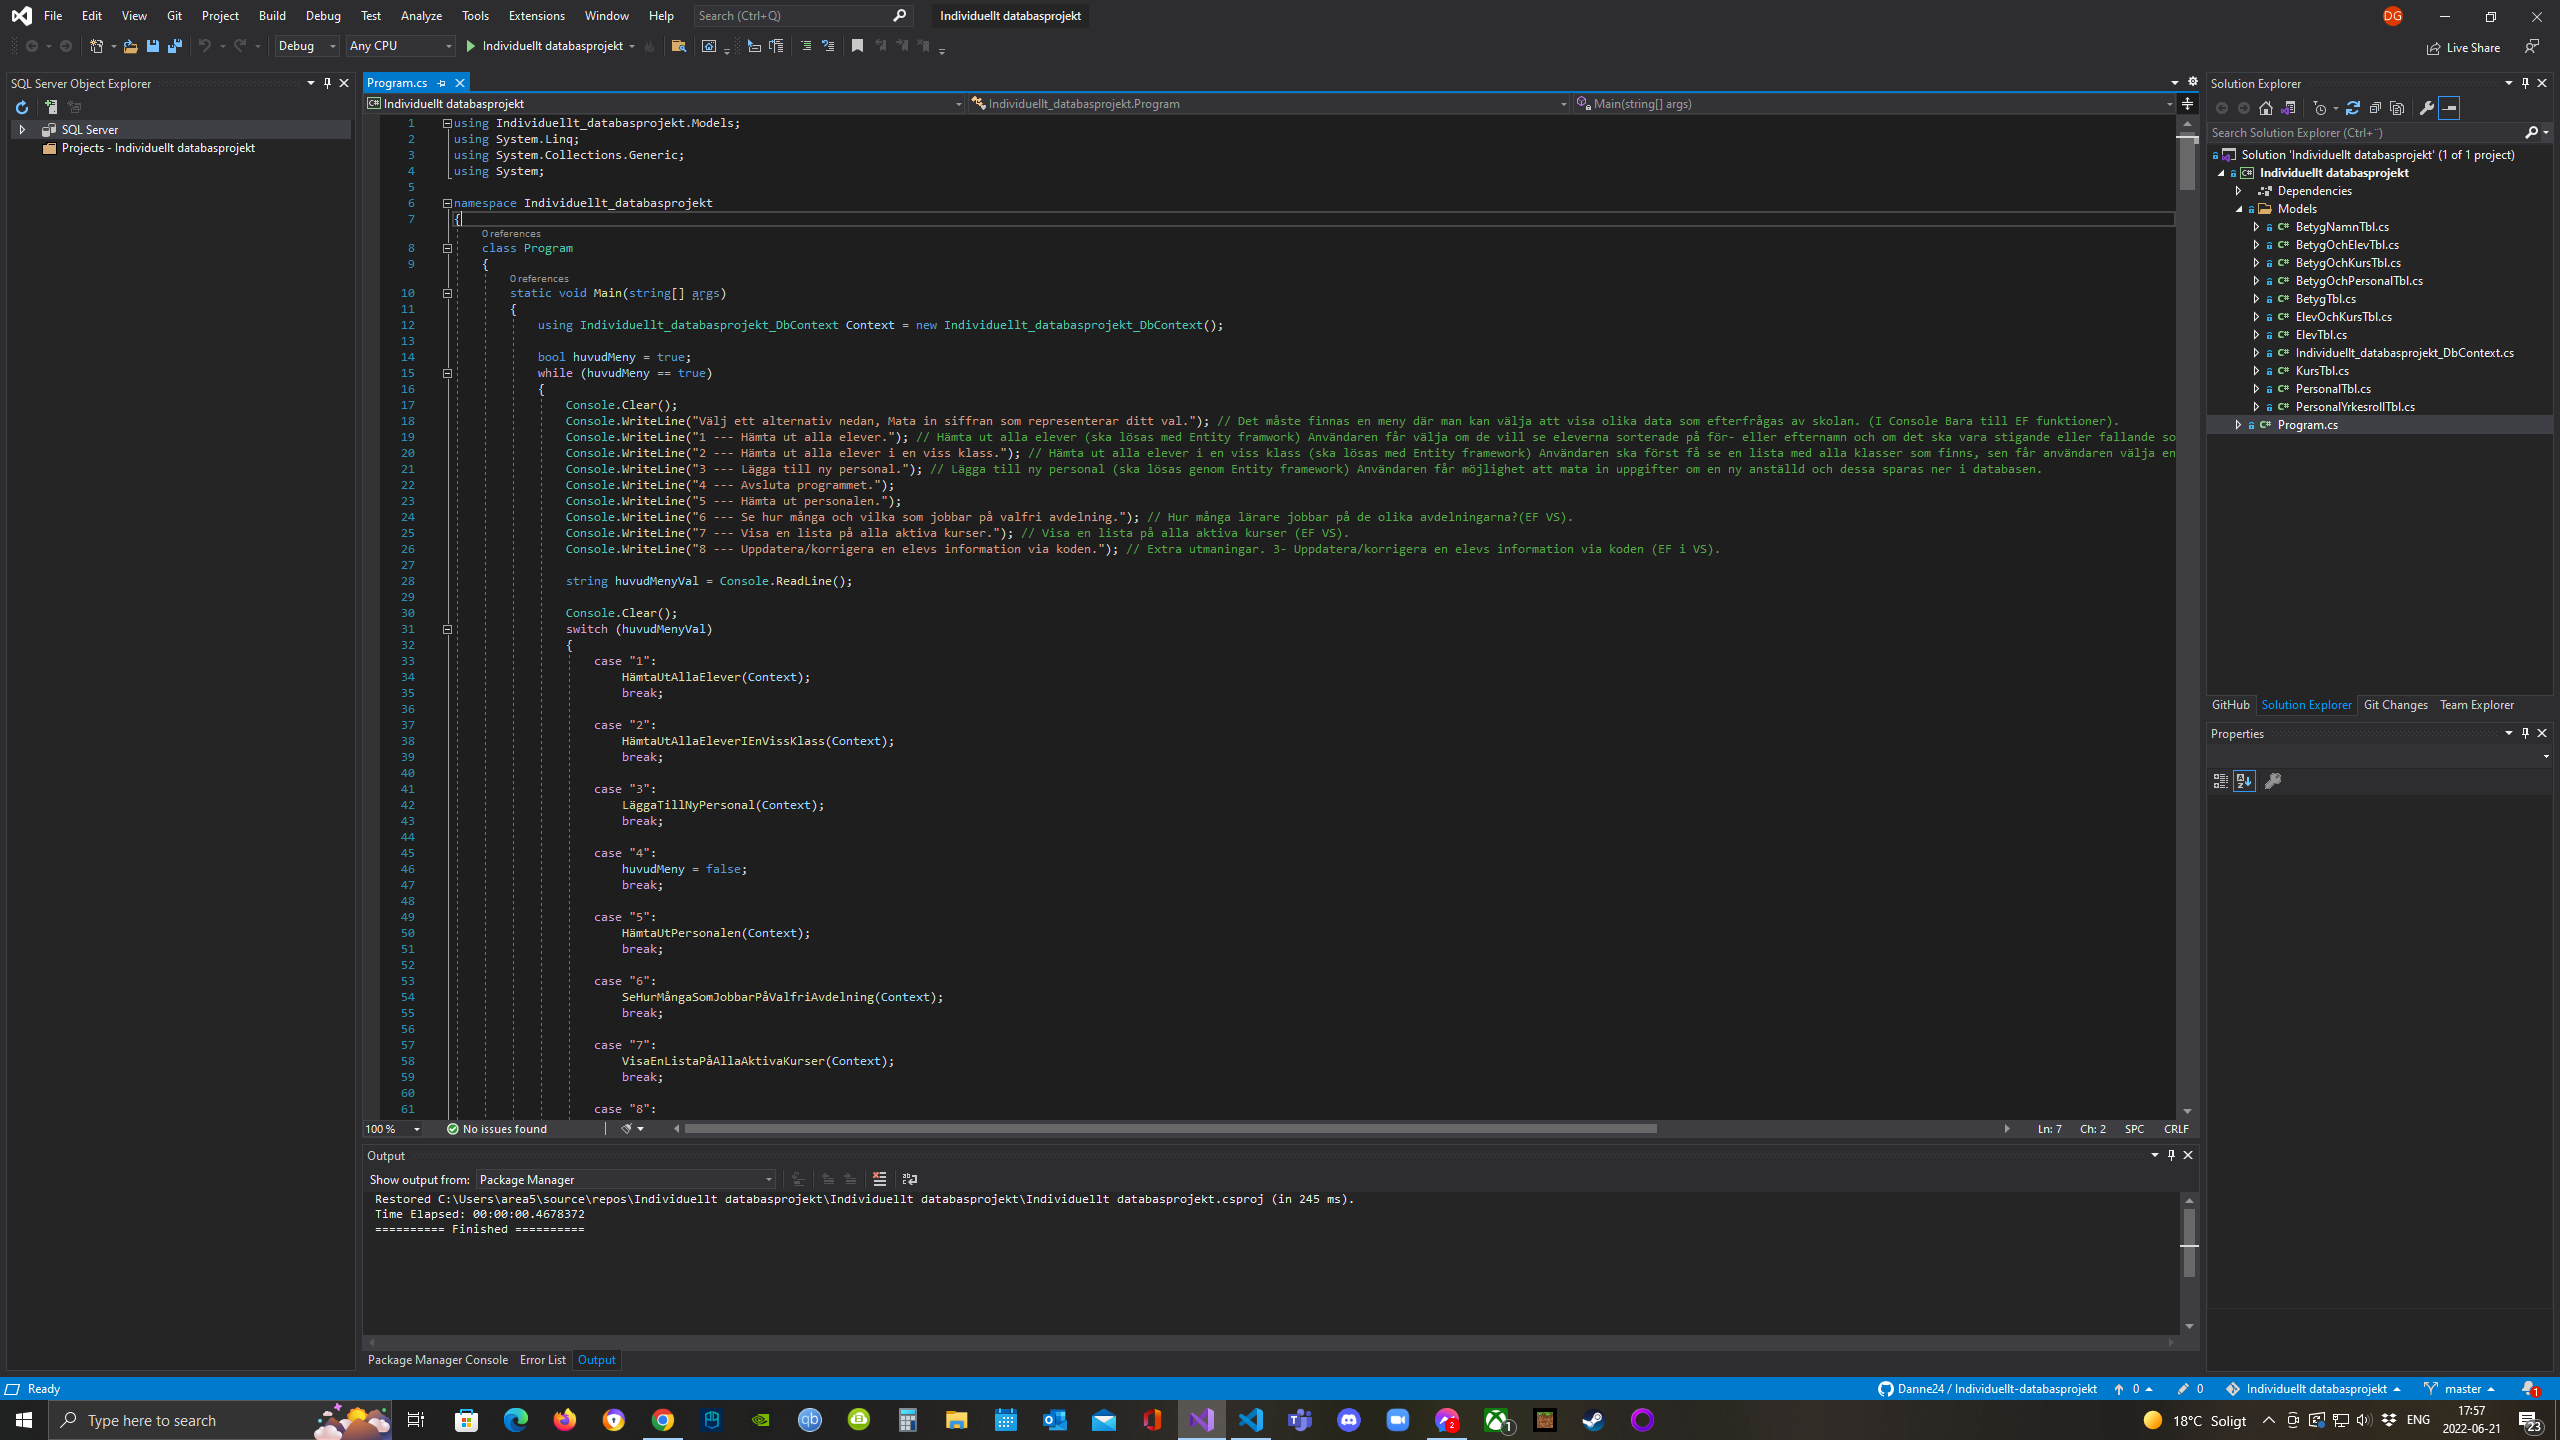 File Edit View Git Project Build Debug Test Analyze Tools Extensions Window Help Search (Ctrl+Q) Individuellt databasprojekt DG
Debug Any CPU Individuellt databasprojekt Live Share
SQL Server Object Explorer
SQL Server
Projects - Individuellt databasprojekt
Program.cs
Individuellt databasprojekt Individuellt_databasprojekt.Program Main(string[] args)
1 using Individuellt_databasprojekt.Models;
2 using System.Linq;
3 using System.Collections.Generic;
4 using System;
5
6 namespace Individuellt_databasprojekt
7 {
0 references
8 class Program
9 {
0 references
10 static void Main(string[] args)
11 {
12 using Individuellt_databasprojekt_DbContext Context = new Individuellt_databasprojekt_DbContext();
13
14 bool huvudMeny = true;
15 while (huvudMeny == true)
16 {
17 Console.Clear();
18 Console.WriteLine("Välj ett alternativ nedan, Mata in siffran som representerar ditt val."); // Det måste finnas en meny där man kan välja att visa olika data som efterfrågas av skolan. (I Console Bara till EF funktioner).
19 Console.WriteLine("1 --- Hämta ut alla elever."); // Hämta ut alla elever (ska lösas med Entity framwork) Användaren får välja om de vill se eleverna sorterade på för- eller efternamn och om det ska vara stigande eller fallande so
20 Console.WriteLine("2 --- Hämta ut alla elever i en viss klass."); // Hämta ut alla elever i en viss klass (ska lösas med Entity framework) Användaren ska först få se en lista med alla klasser som finns, sen får användaren välja en
21 Console.WriteLine("3 --- Lägga till ny personal."); // Lägga till ny personal (ska lösas genom Entity framework) Användaren får möjlighet att mata in uppgifter om en ny anställd och dessa sparas ner i databasen.
22 Console.WriteLine("4 --- Avsluta programmet.");
23 Console.WriteLine("5 --- Hämta ut personalen.");
24 Console.WriteLine("6 --- Se hur många och vilka som jobbar på valfri avdelning."); // Hur många lärare jobbar på de olika avdelningarna?(EF VS).
25 Console.WriteLine("7 --- Visa en lista på alla aktiva kurser."); // Visa en lista på alla aktiva kurser (EF VS).
26 Console.WriteLine("8 --- Uppdatera/korrigera en elevs information via koden."); // Extra utmaningar. 3- Uppdatera/korrigera en elevs information via koden (EF i VS).
27
28 string huvudMenyVal = Console.ReadLine();
29
30 Console.Clear();
31 switch (huvudMenyVal)
32 {
33 case "1":
34 HämtaUtAllaElever(Context);
35 break;
36
37 case "2":
38 HämtaUtAllaEleverIEnVissKlass(Context);
39 break;
40
41 case "3":
42 LäggaTillNyPersonal(Context);
43 break;
44
45 case "4":
46 huvudMeny = false;
47 break;
48
49 case "5":
50 HämtaUtPersonalen(Context);
51 break;
52
53 case "6":
54 SeHurMångaSomJobbarPåValfriAvdelning(Context);
55 break;
56
57 case "7":
58 VisaEnListaPåAllaAktivaKurser(Context);
59 break;
60
61 case "8":
100 % No issues found Ln: 7 Ch: 2 SPC CRLF
Output
Show output from: Package Manager
Restored C:\Users\area5\source\repos\Individuellt databasprojekt\Individuellt databasprojekt\Individuellt databasprojekt.csproj (in 245 ms).
Time Elapsed: 00:00:00.4678372
========== Finished ==========
Package Manager Console Error List Output
Solution Explorer
Search Solution Explorer (Ctrl+¨)
Solution 'Individuellt databasprojekt' (1 of 1 project)
Individuellt databasprojekt
Dependencies
Models
BetygNamnTbl.cs
BetygOchElevTbl.cs
BetygOchKursTbl.cs
BetygOchPersonalTbl.cs
BetygTbl.cs
ElevOchKursTbl.cs
ElevTbl.cs
Individuellt_databasprojekt_DbContext.cs
KursTbl.cs
PersonalTbl.cs
PersonalYrkesrollTbl.cs
Program.cs
GitHub Solution Explorer Git Changes Team Explorer
Properties
Ready Danne24 / Individuellt-databasprojekt 0 0 Individuellt databasprojekt master 1
Type here to search qb 2 1 18°C Soligt ENG 17:57
2022-06-21 23